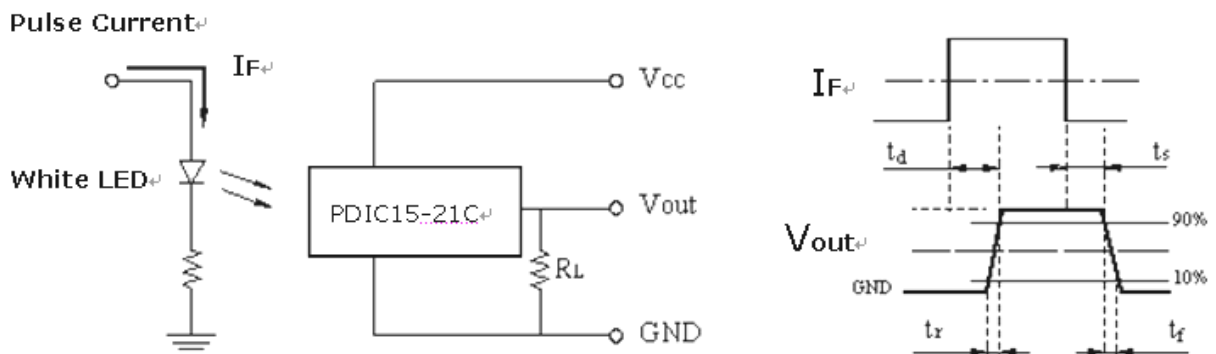 Pulse Current↵
IF↵
White LED↵
PDIC15-21C↵
Vcc
Vout
RL
GND
IF↵
td
ts
Vout↵
90%
GND
10%
tr
tf